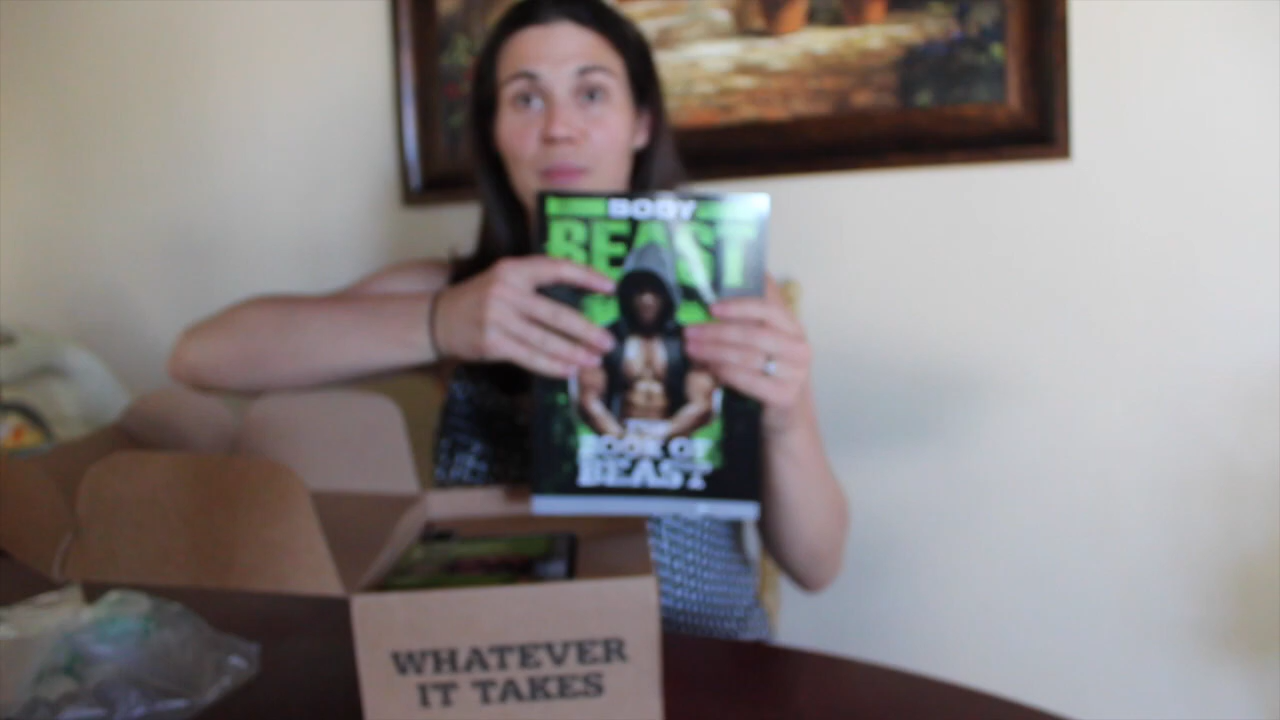 BODY
BEAST
BOOK OF
BEAST
WHATEVER
IT TAKES